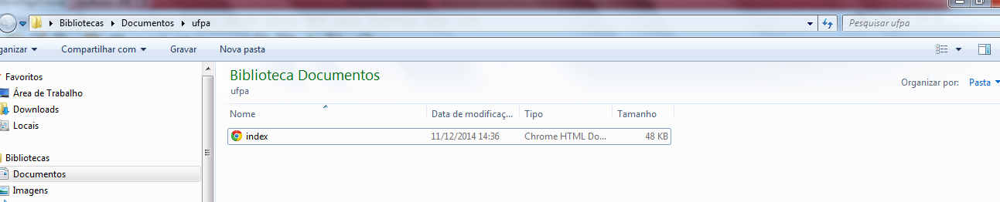 Bibliotecas Documentos ufpa Pesquisar ufpa
ganizar Compartilhar com Gravar Nova pasta
Favoritos
Área de Trabalho
Downloads
Locais
Bibliotecas
Documentos
Imagens
Biblioteca Documentos
ufpa
Organizar por: Pasta
Nome Data de modificaç... Tipo Tamanho
index 11/12/2014 14:36 Chrome HTML Do... 48 KB